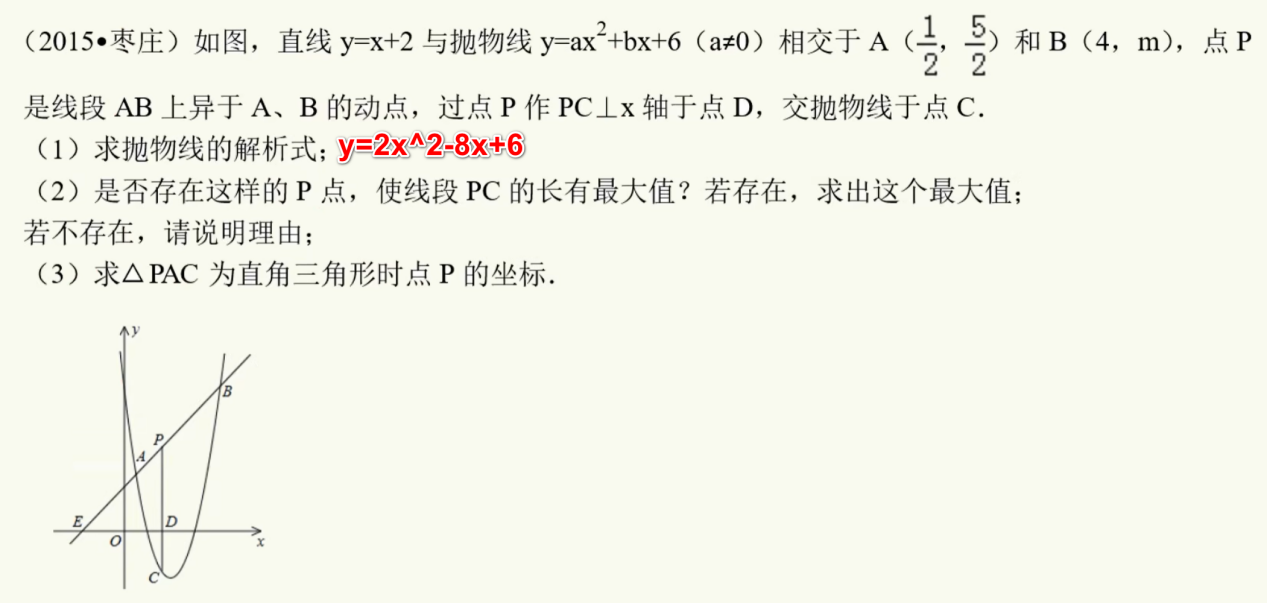 （2015•枣庄）如图，直线 y=x+2 与抛物线 y=ax²+bx+6（a≠0）相交于 A（1/2，5/2）和 B（4，m），点 P
是线段 AB 上异于 A、B 的动点，过点 P 作 PC⊥x 轴于点 D，交抛物线于点 C．
（1）求抛物线的解析式；y=2x^2-8x+6
（2）是否存在这样的 P 点，使线段 PC 的长有最大值？若存在，求出这个最大值；
若不存在，请说明理由；
（3）求△PAC 为直角三角形时点 P 的坐标．
y
B
P
A
E
D
O
x
C